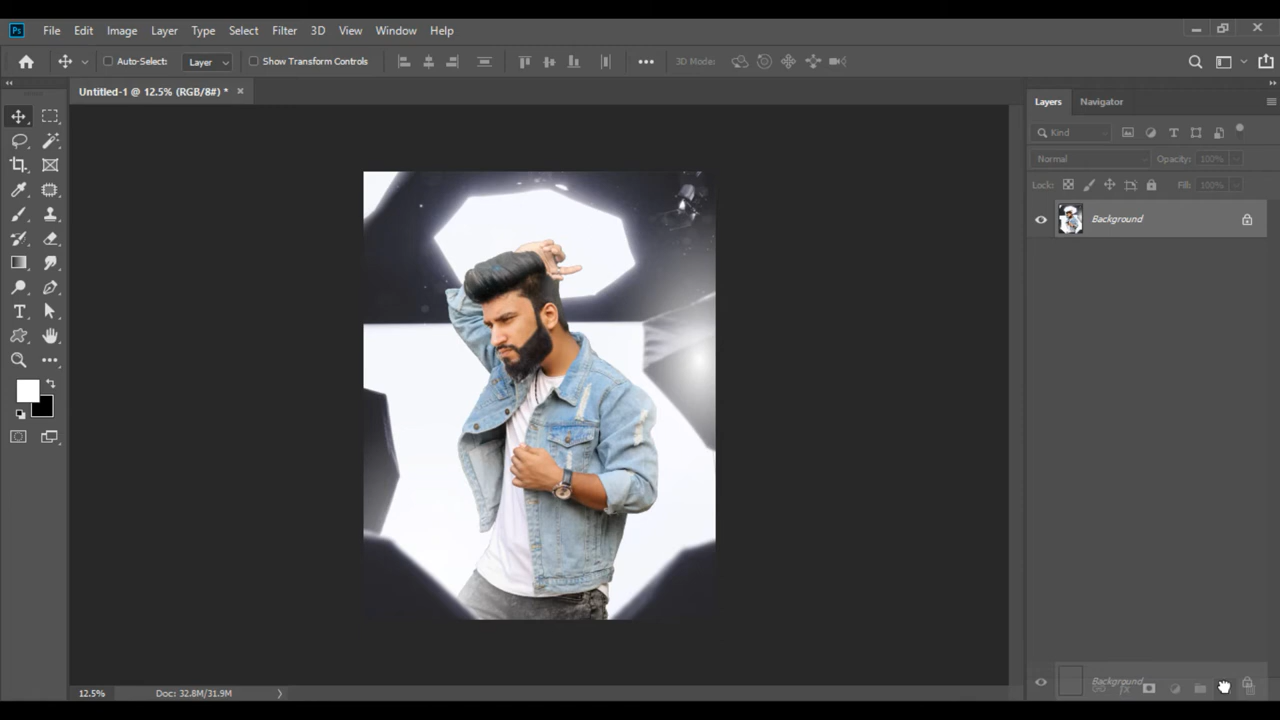 Ps File Edit Image Layer Type Select Filter 3D View Window Help
Auto-Select: Layer Show Transform Controls 3D Mode:
Untitled-1 @ 12.5% (RGB/8#) *
Layers Navigator
Kind
Normal Opacity: 100%
Lock: Fill: 100%
Background
Background
12.5% Doc: 32.8M/31.9M